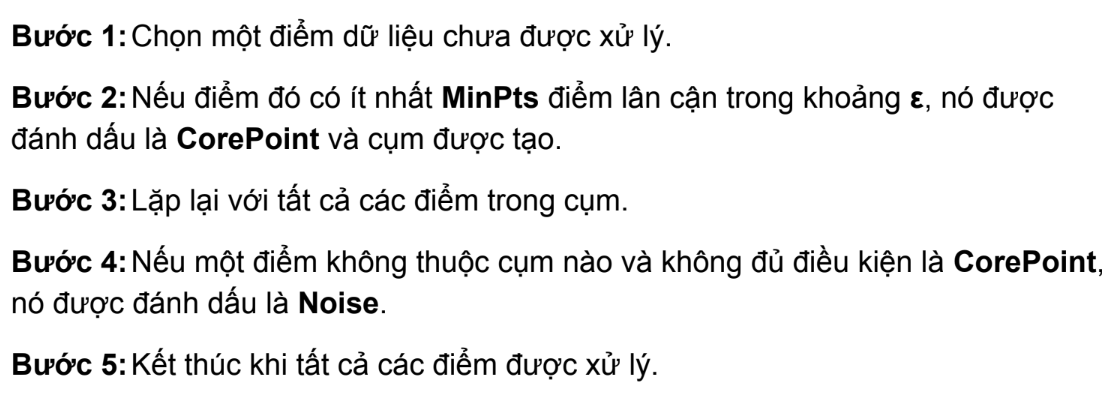 Bước 1: Chọn một điểm dữ liệu chưa được xử lý.
Bước 2: Nếu điểm đó có ít nhất MinPts điểm lân cận trong khoảng ε, nó được
đánh dấu là CorePoint và cụm được tạo.
Bước 3: Lặp lại với tất cả các điểm trong cụm.
Bước 4: Nếu một điểm không thuộc cụm nào và không đủ điều kiện là CorePoint,
nó được đánh dấu là Noise.
Bước 5: Kết thúc khi tất cả các điểm được xử lý.